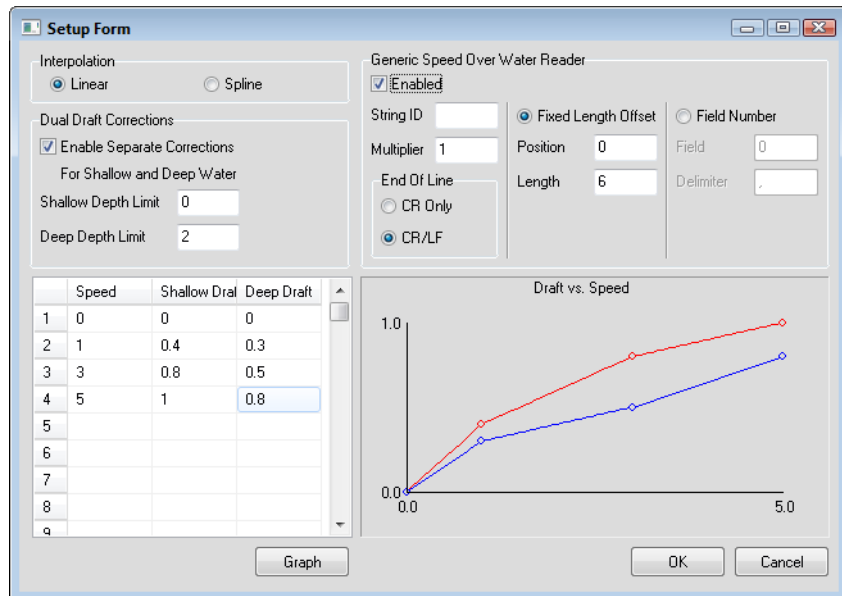 Setup Form
Interpolation
Linear Spline
Dual Draft Corrections
Enable Separate Corrections
For Shallow and Deep Water
Shallow Depth Limit 0
Deep Depth Limit 2
Generic Speed Over Water Reader
Enabled
String ID
Multiplier 1
End Of Line
CR Only
CR/LF
Fixed Length Offset
Position 0
Length 6
Field Number
Field 0
Delimiter ,
Speed Shallow Draf Deep Draft
1 0 0 0
2 1 0.4 0.3
3 3 0.8 0.5
4 5 1 0.8
5
6
7
8
9
Draft vs. Speed
1.0
0.0
0.0 5.0
Graph OK Cancel